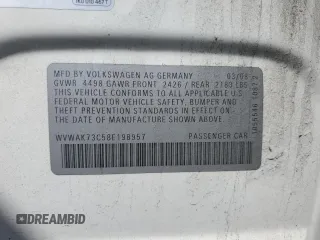 MFD BY VOLKSWAGEN AG GERMANY 03/08
GVWR 4498 GAWR FRONT 2426 / REAR 2183 LBS
THIS VEHICLE CONFORMS TO ALL APPLICABLE U.S.
FEDERAL MOTOR VEHICLE SAFETY, BUMPER AND
THEFT PREVENTION STANDARDS IN EFFECT ON THE
DATE OF MANUFACTURE SHOWN ABOVE.
WVWAK73C58E198957 PASSENGER CAR
©DREAMBID